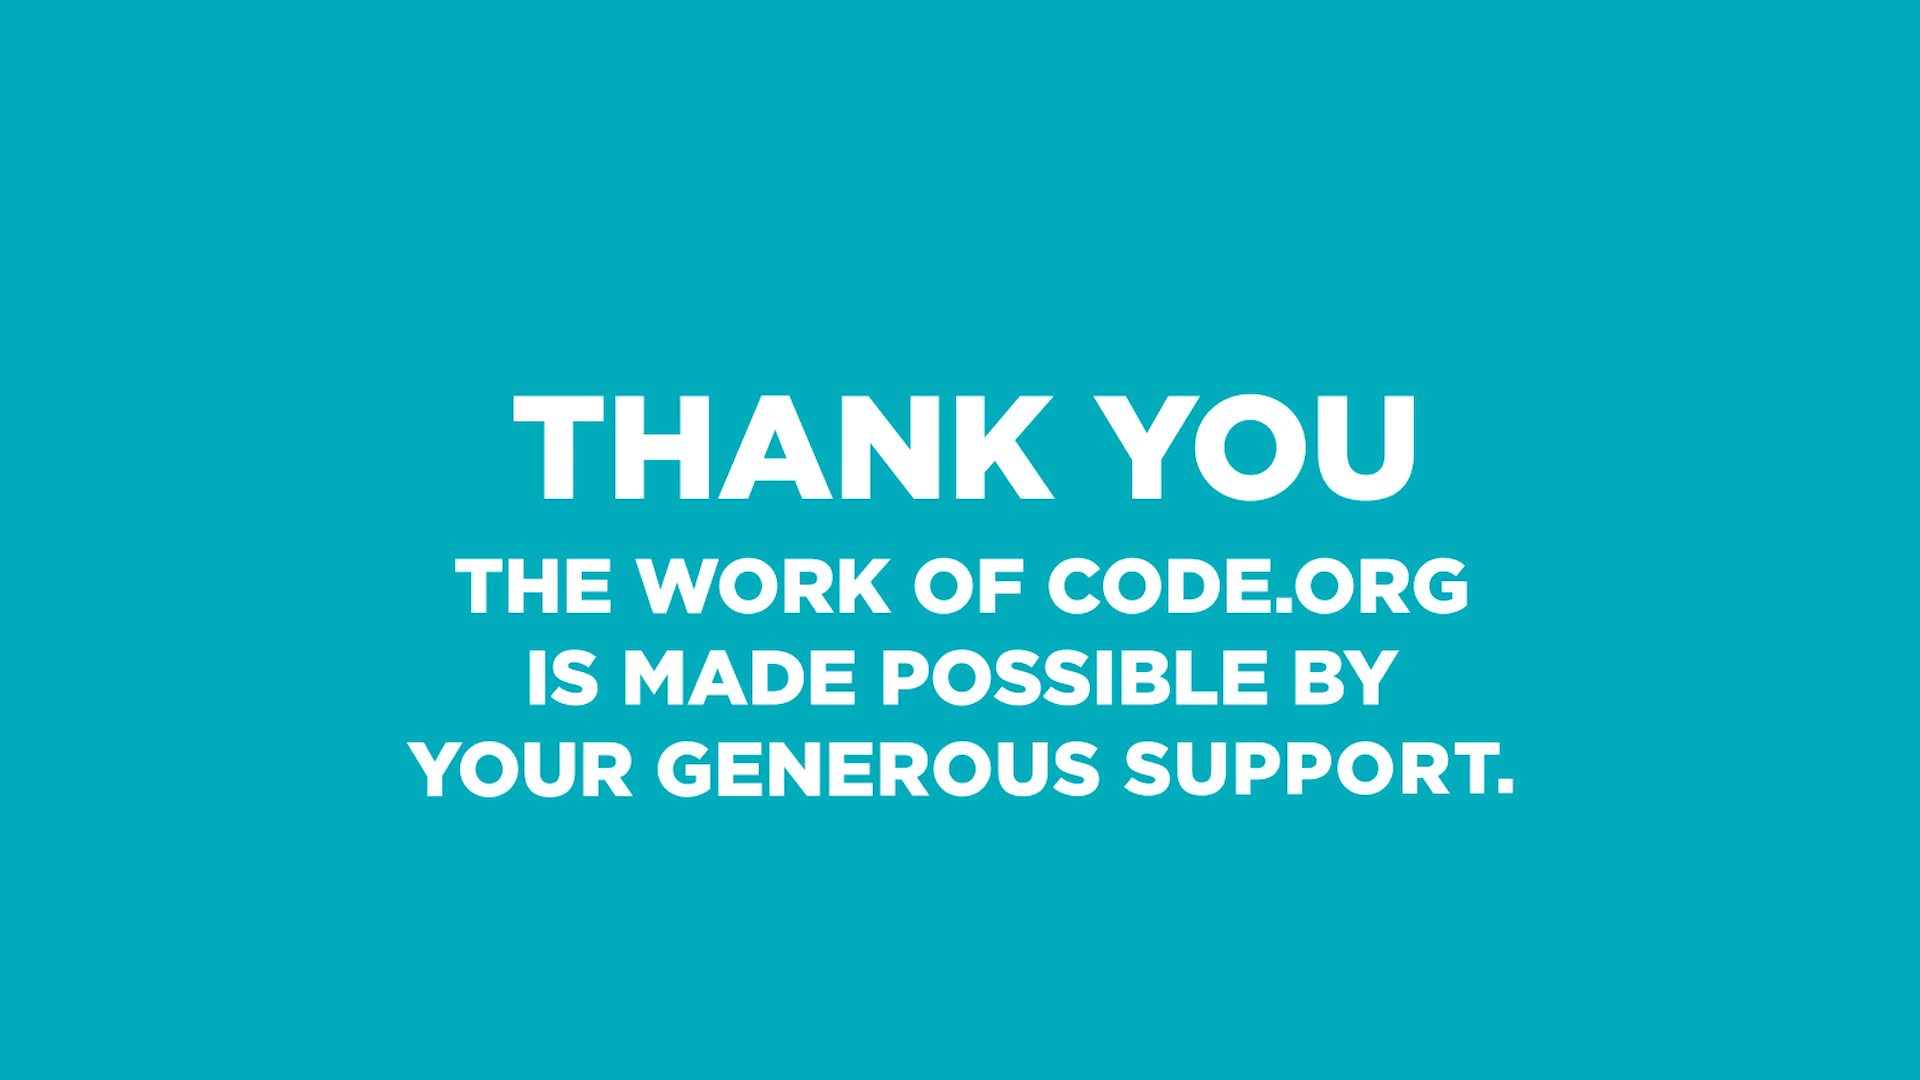 THANK YOU
THE WORK OF CODE.ORG
IS MADE POSSIBLE BY
YOUR GENEROUS SUPPORT.